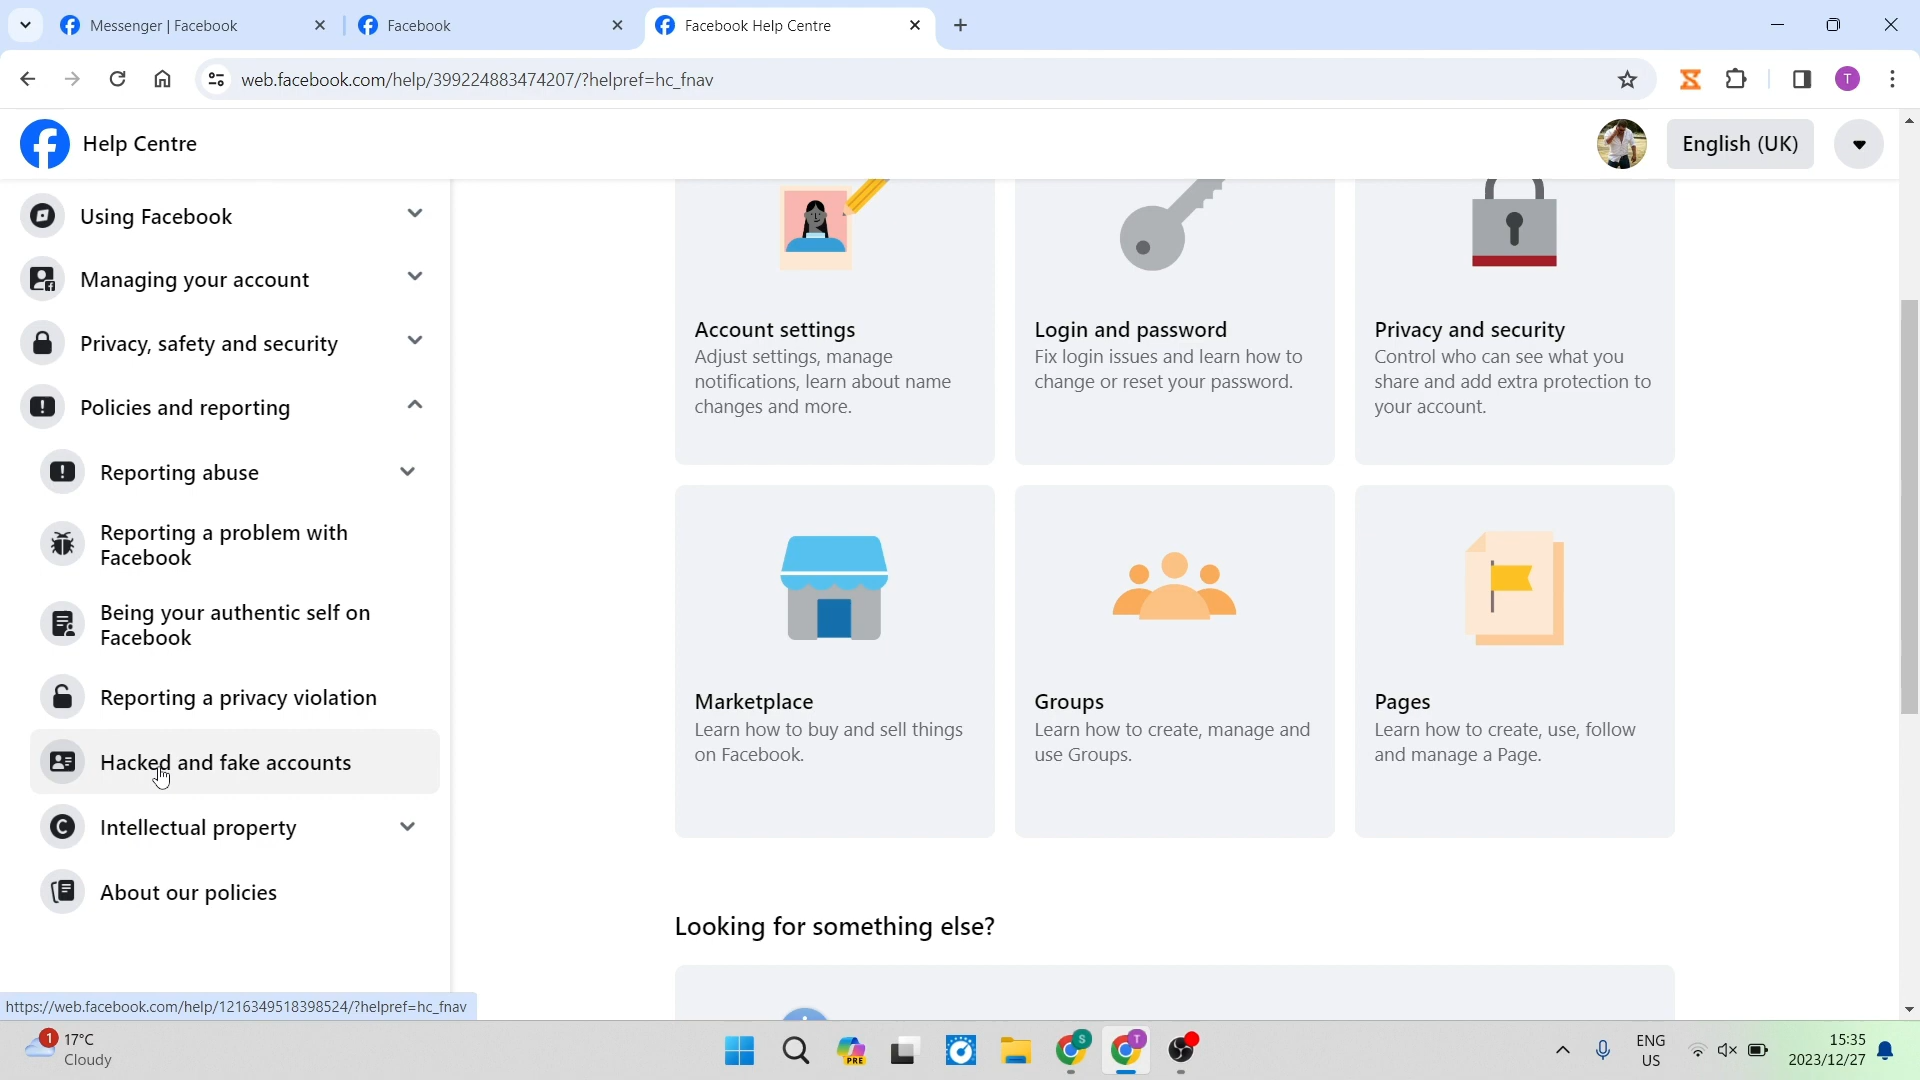 Messenger | Facebook
Facebook
Facebook Help Centre
web.facebook.com/help/399224883474207/?helpref=hc_fnav
T
Help Centre
English (UK)
Using Facebook
Managing your account
Privacy, safety and security
Policies and reporting
Reporting abuse
Reporting a problem with
Facebook
Being your authentic self on
Facebook
Reporting a privacy violation
Hacked and fake accounts
Intellectual property
About our policies
Account settings
Adjust settings, manage
notifications, learn about name
changes and more.
Login and password
Fix login issues and learn how to
change or reset your password.
Privacy and security
Control who can see what you
share and add extra protection to
your account.
Marketplace
Learn how to buy and sell things
on Facebook.
Groups
Learn how to create, manage and
use Groups.
Pages
Learn how to create, use, follow
and manage a Page.
Looking for something else?
https://web.facebook.com/help/1216349518398524/?helpref=hc_fnav
1
17°C
Cloudy
PRE
S
T
ENG
US
15:35
2023/12/27